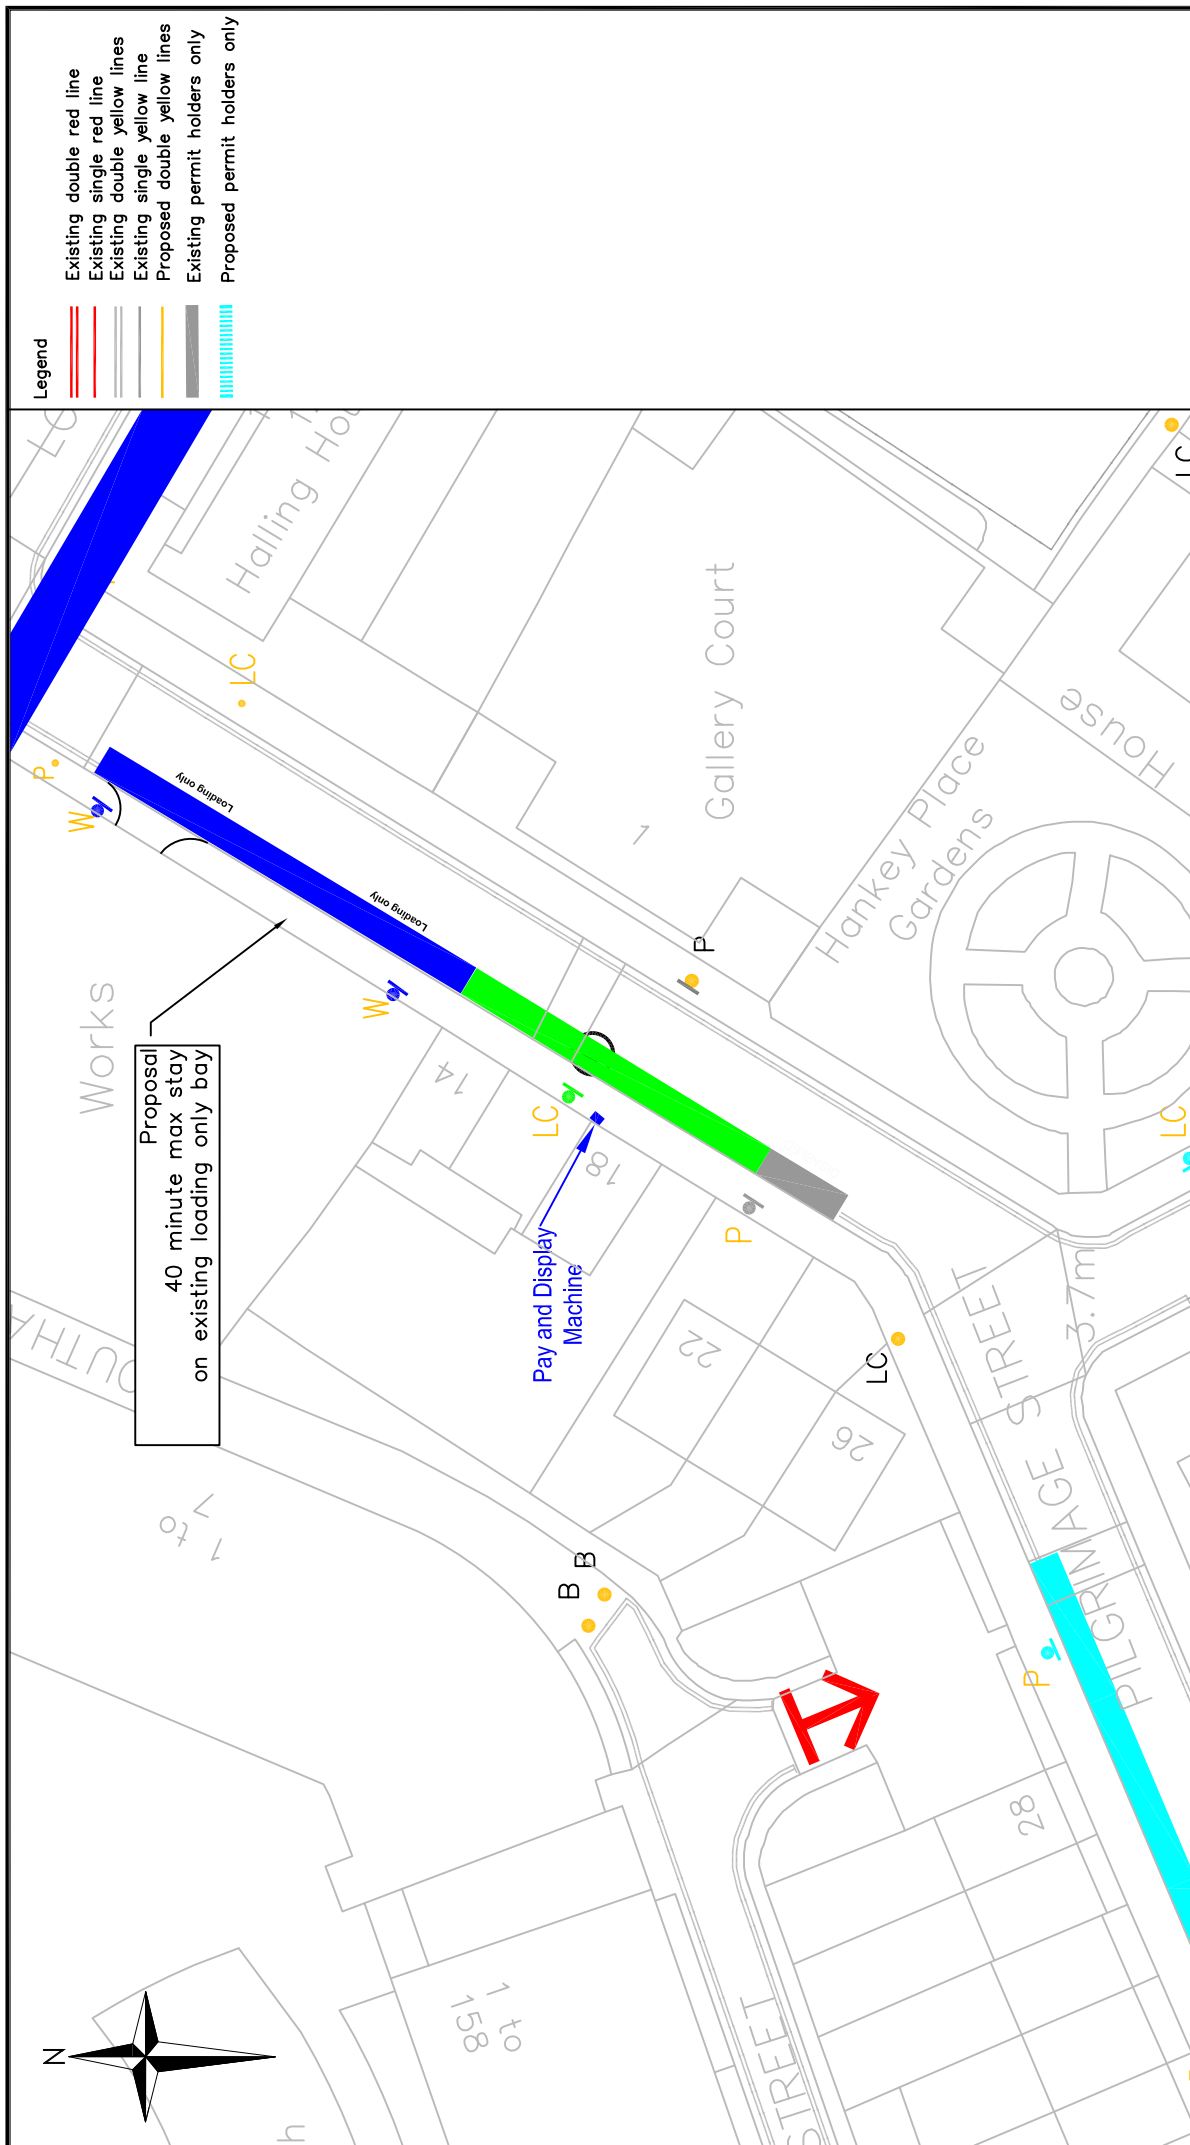 Legend
Existing double red line
Existing single red line
Existing double yellow lines
Existing single yellow line
Proposed double yellow lines
Existing permit holders only
Proposed permit holders only
Halling Hou
LC
P
W
Loading only
Loading only
W
Works
Proposal
40 minute max stay
on existing loading only bay
Gallery Court
1
P
Hankey Place
Gardens
House
LC
LC
14
LC
18
Pay and Display
Machine
P
22
26
LC
PILGRIMAGE STREET
3.7m
1 to
7
B
B
P
28
1 to
158
STREET
N
h